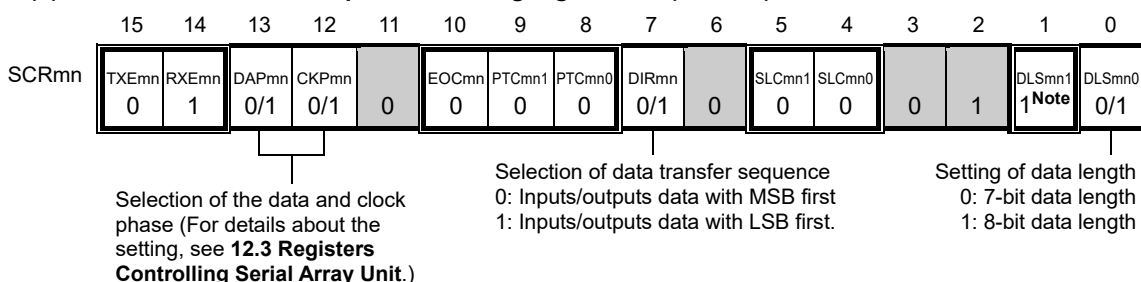 15 14 13 12 11 10 9 8 7 6 5 4 3 2 1 0
SCRmn TXEmn RXEmn DAPmn CKPmn EOCmn PTCmn1 PTCmn0 DIRmn SLCmn1 SLCmn0 DLSmn1 DLSmn0
0 1 0/1 0/1 0 0 0 0 0/1 0 0 0 0 1 1 Note 0/1
Selection of data transfer sequence
0: Inputs/outputs data with MSB first
1: Inputs/outputs data with LSB first.
Setting of data length
0: 7-bit data length
1: 8-bit data length
Selection of the data and clock
phase (For details about the
setting, see 12.3 Registers
Controlling Serial Array Unit.)